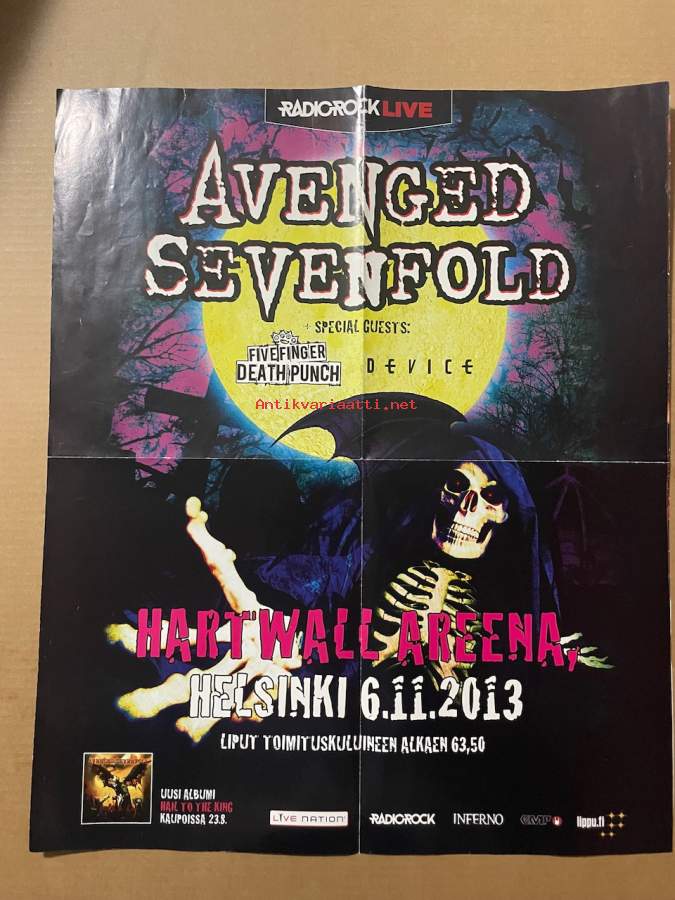 RADIOROCK LIVE
AVENGED
SEVENFOLD
+ SPECIAL GUESTS:
FIVE FINGER
DEATH PUNCH
DEVICE
Antikvariaatti.net
HARTWALL AREENA,
HELSINKI 6.11.2013
LIPUT TOIMITUSKULUINEEN ALKAEN 63,50
AVENGED SEVENFOLD
UUSI ALBUMI
HAIL TO THE KING
KAUPOISSA 23.8.
LIVE NATION
RADIOROCK
INFERNO
EMP
lippu.fi